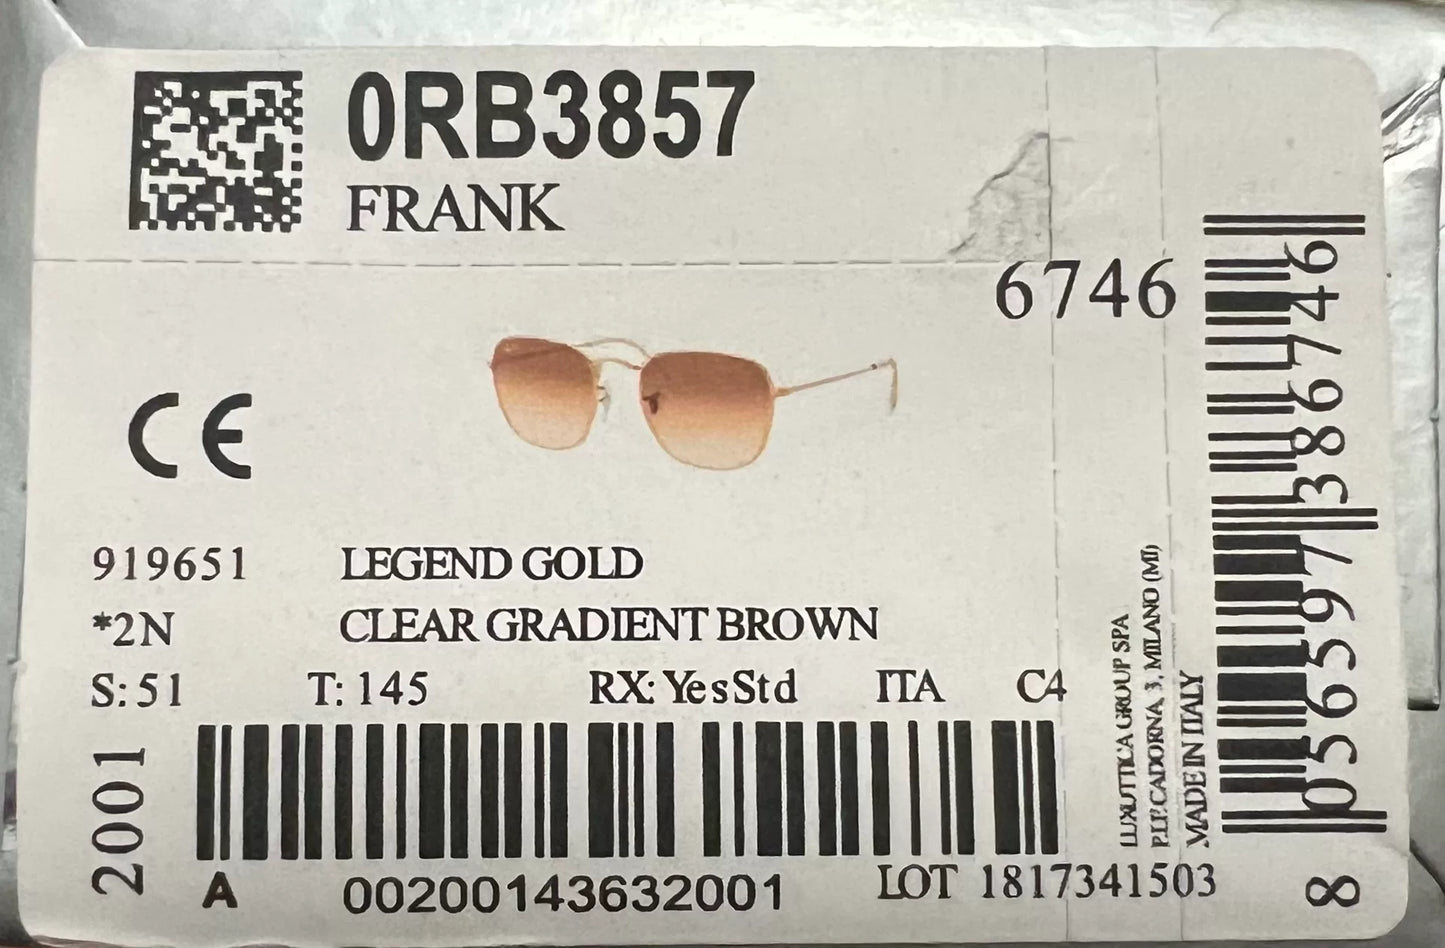 0RB3857
FRANK
6746
CE
919651 LEGEND GOLD
*2N CLEAR GRADIENT BROWN
S: 51 T: 145 RX: YesStd ITA C4
2001
A 00200143632001 LOT 1817341503
LUXOTTICA GROUP SPA
P.LE CADORNA, 3, MILANO (MI)
MADE IN ITALY
8 056597 386746